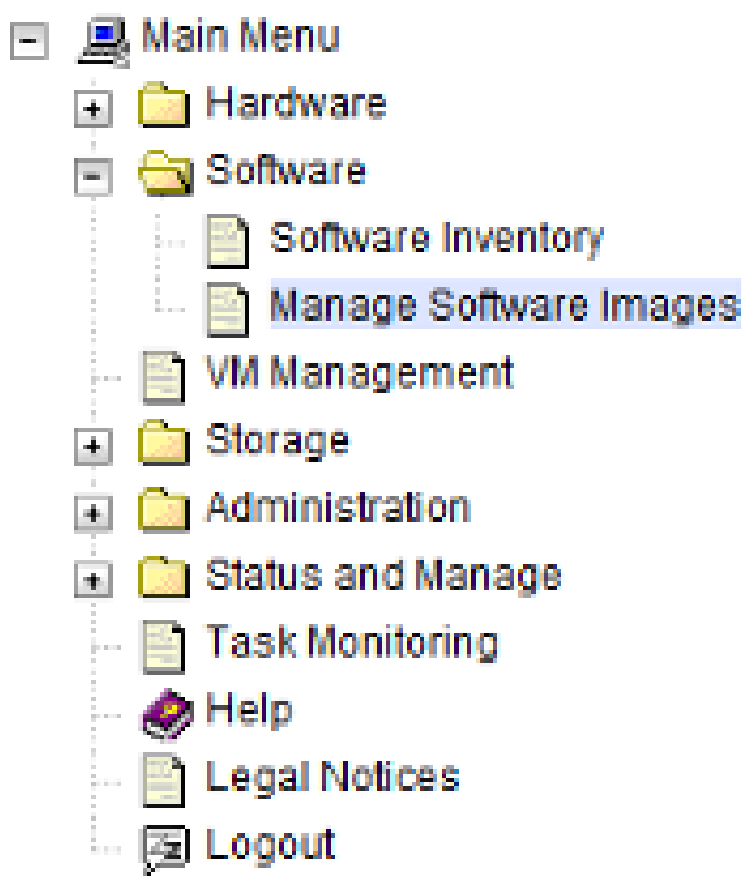 Main Menu
Hardware
Software
Software Inventory
Manage Software Images
VM Management
Storage
Administration
Status and Manage
Task Monitoring
Help
Legal Notices
Logout